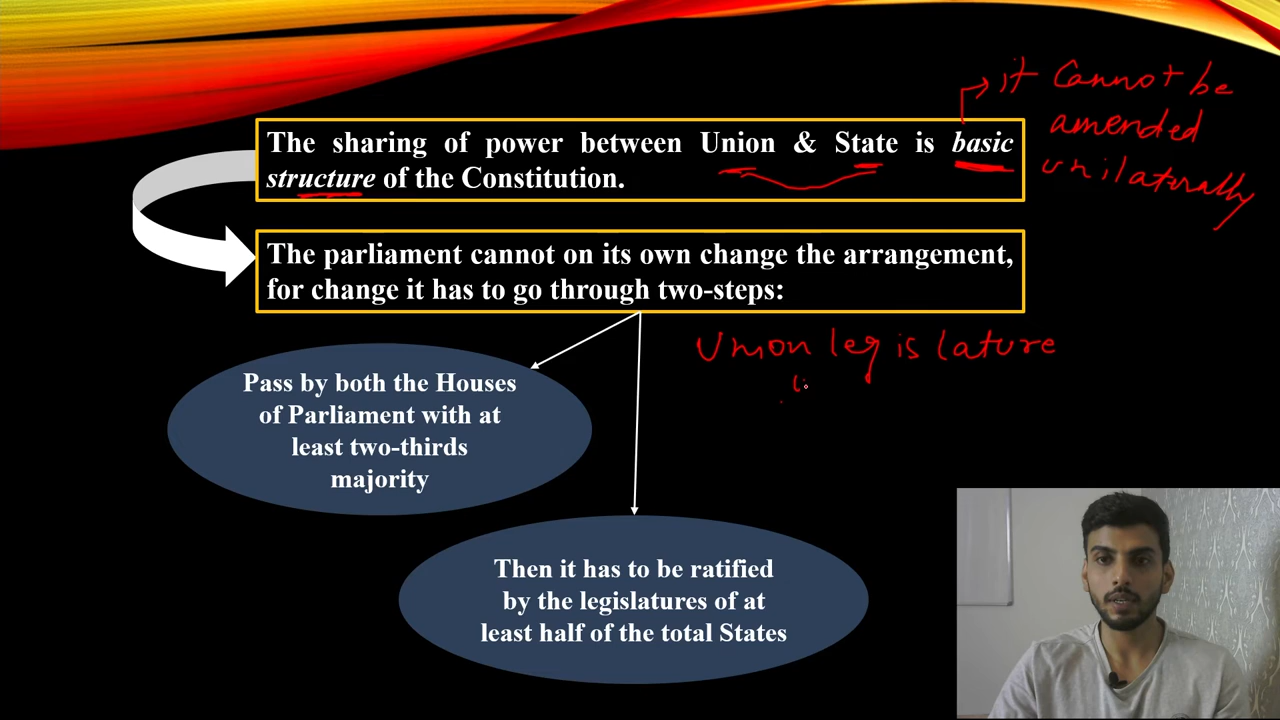 it Cannot be
amended
unilaterally
The sharing of power between Union & State is basic
structure of the Constitution.
The parliament cannot on its own change the arrangement,
for change it has to go through two-steps:
Union legislature
Pass by both the Houses
of Parliament with at
least two-thirds
majority
Then it has to be ratified
by the legislatures of at
least half of the total States